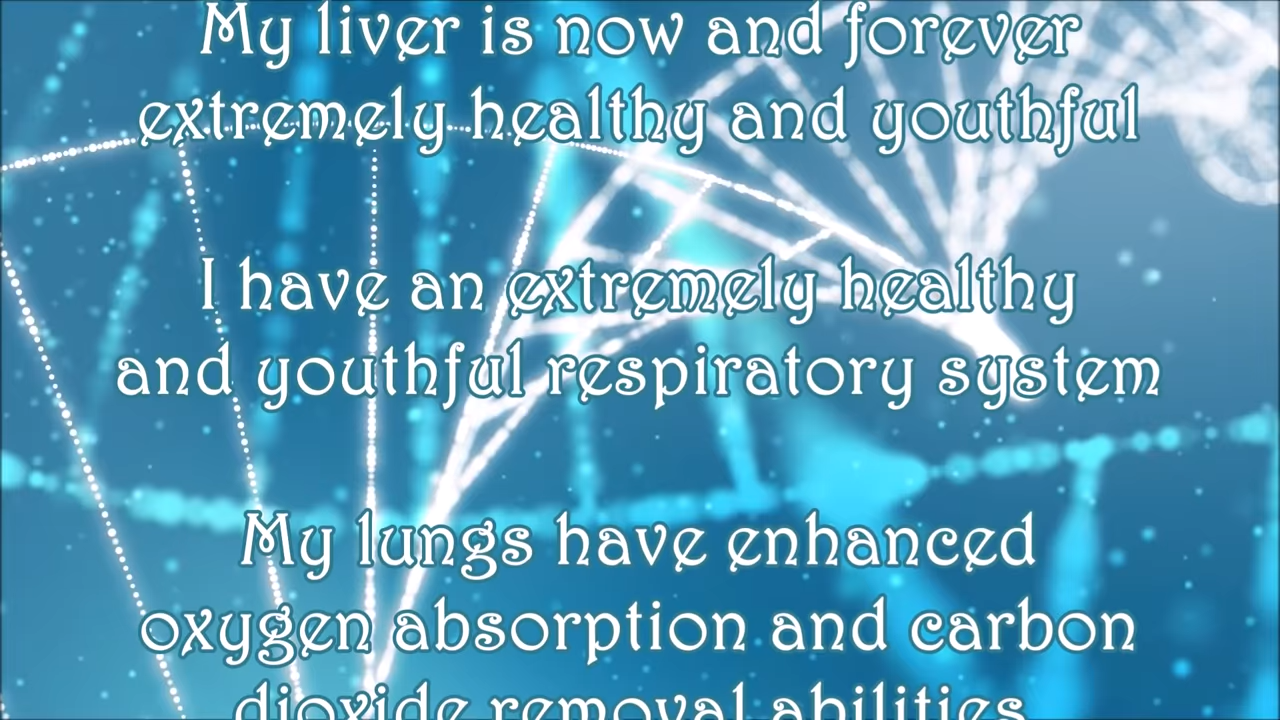 My liver is now and forever
extremely healthy and youthful
I have an extremely healthy
and youthful respiratory system
My lungs have enhanced
oxygen absorption and carbon
dioxide removal abilities